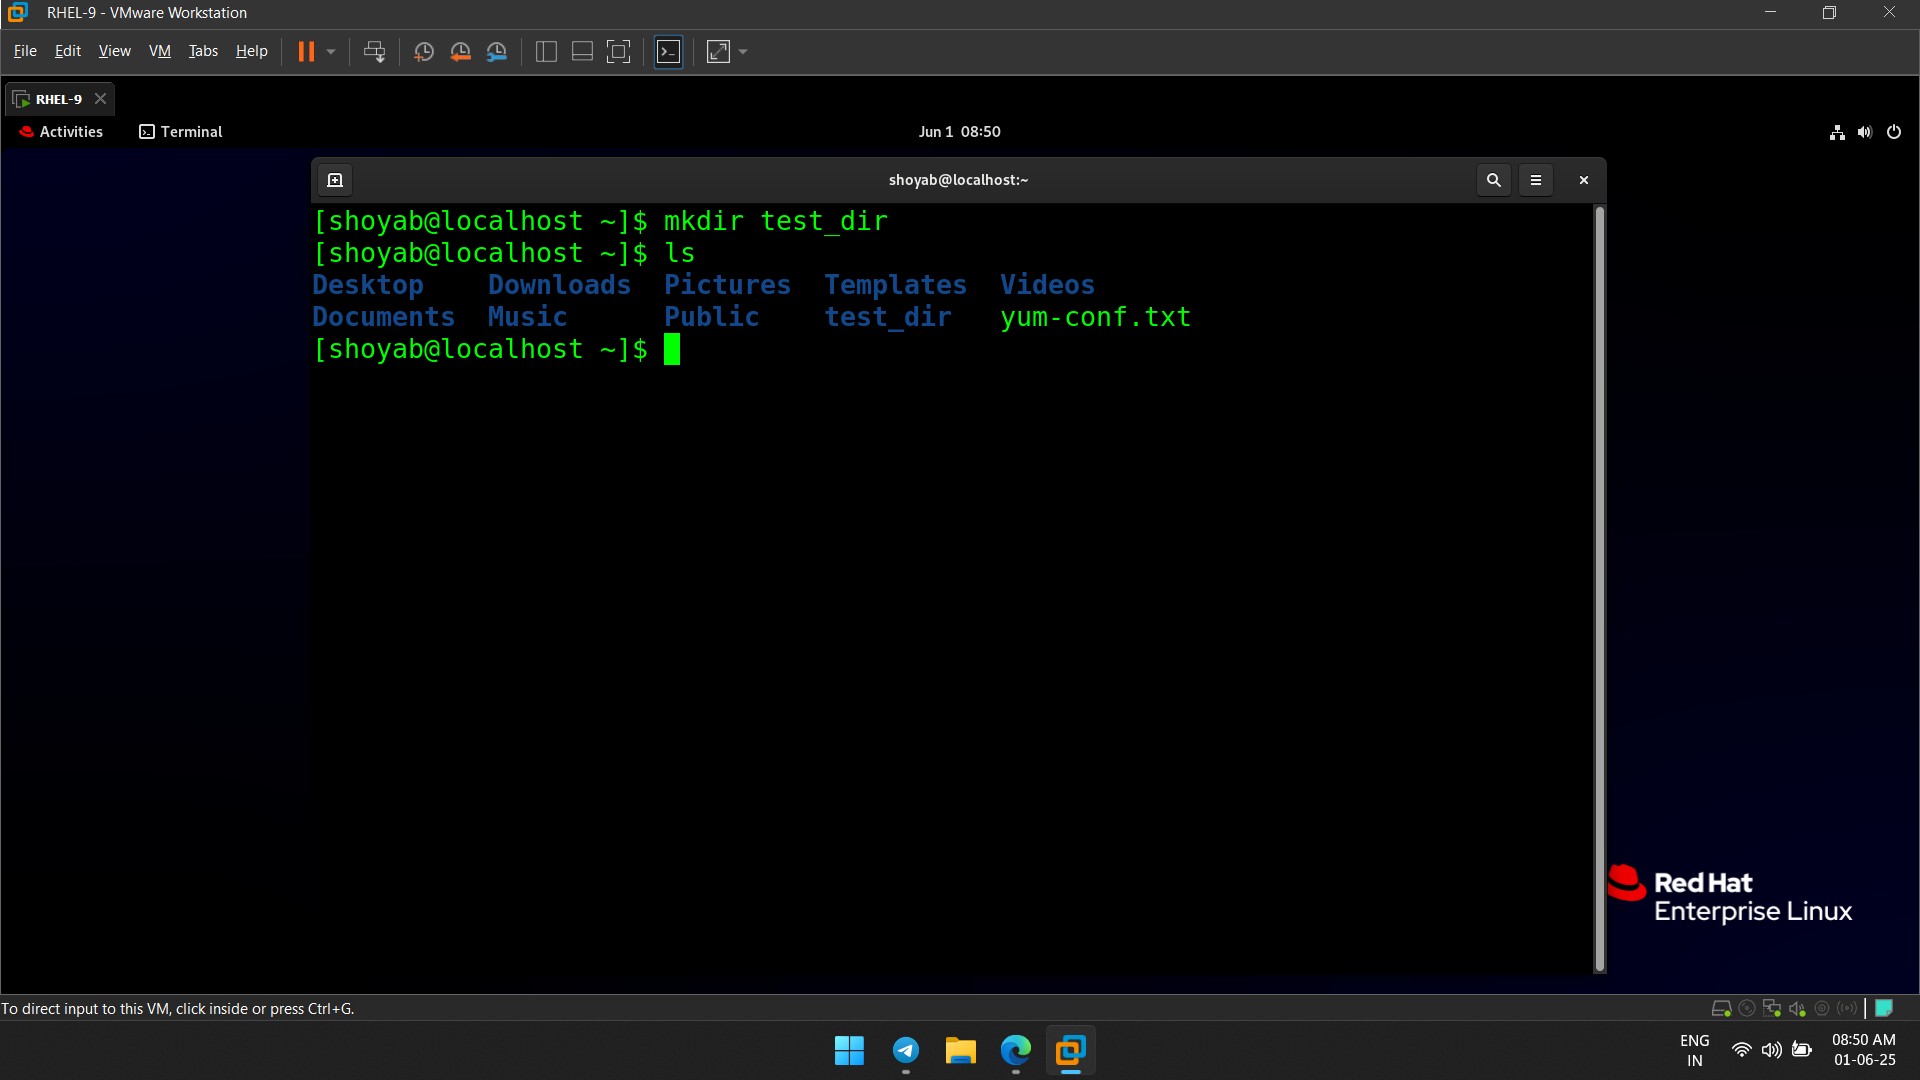 RHEL-9 - VMware Workstation
File Edit View VM Tabs Help
RHEL-9
Activities Terminal Jun 1 08:50
shoyab@localhost:~
[shoyab@localhost ~]$ mkdir test_dir
[shoyab@localhost ~]$ ls
Desktop Downloads Pictures Templates Videos
Documents Music Public test_dir yum-conf.txt
[shoyab@localhost ~]$
Red Hat
Enterprise Linux
To direct input to this VM, click inside or press Ctrl+G.
ENG 08:50 AM
IN 01-06-25